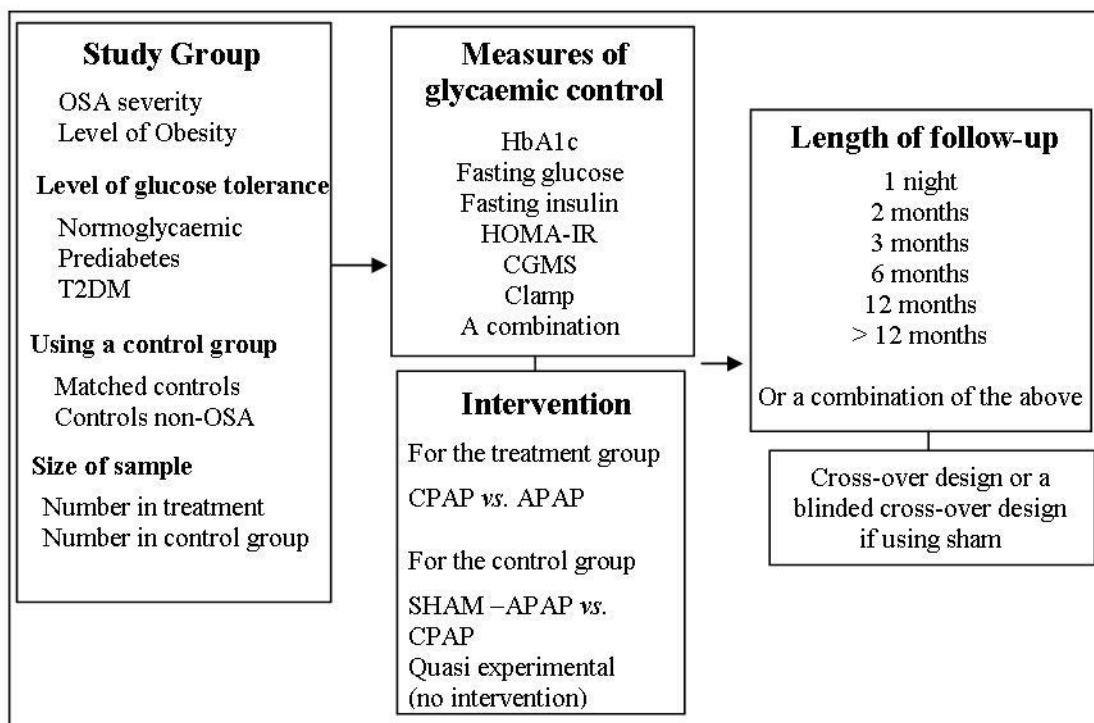 Study Group
OSA severity
Level of Obesity
Level of glucose tolerance
Normoglycaemic
Prediabetes
T2DM
Using a control group
Matched controls
Controls non-OSA
Size of sample
Number in treatment
Number in control group
Measures of
glycaemic control
HbA1c
Fasting glucose
Fasting insulin
HOMA-IR
CGMS
Clamp
A combination
Intervention
For the treatment group
CPAP vs. APAP
For the control group
SHAM –APAP vs.
CPAP
Quasi experimental
(no intervention)
Length of follow-up
1 night
2 months
3 months
6 months
12 months
> 12 months
Or a combination of the above
Cross-over design or a
blinded cross-over design
if using sham